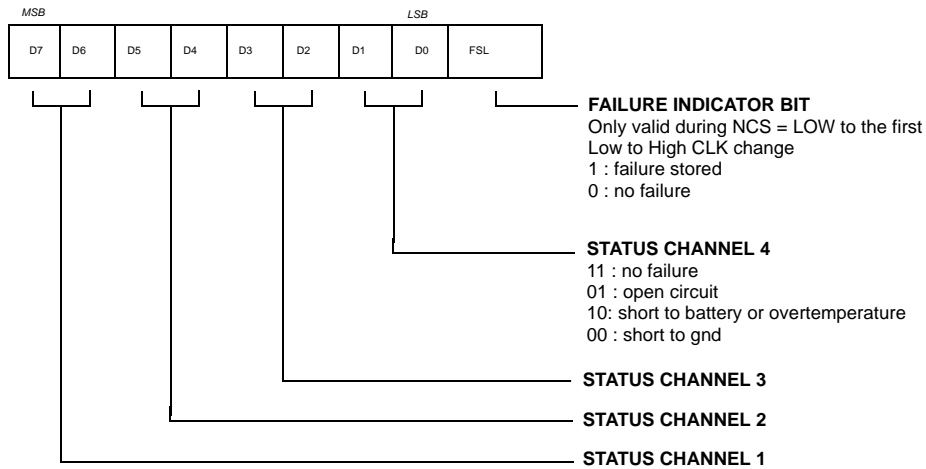 MSB LSB
D7 D6 D5 D4 D3 D2 D1 D0 FSL
FAILURE INDICATOR BIT
Only valid during NCS = LOW to the first
Low to High CLK change
1 : failure stored
0 : no failure
STATUS CHANNEL 4
11 : no failure
01 : open circuit
10: short to battery or overtemperature
00 : short to gnd
STATUS CHANNEL 3
STATUS CHANNEL 2
STATUS CHANNEL 1